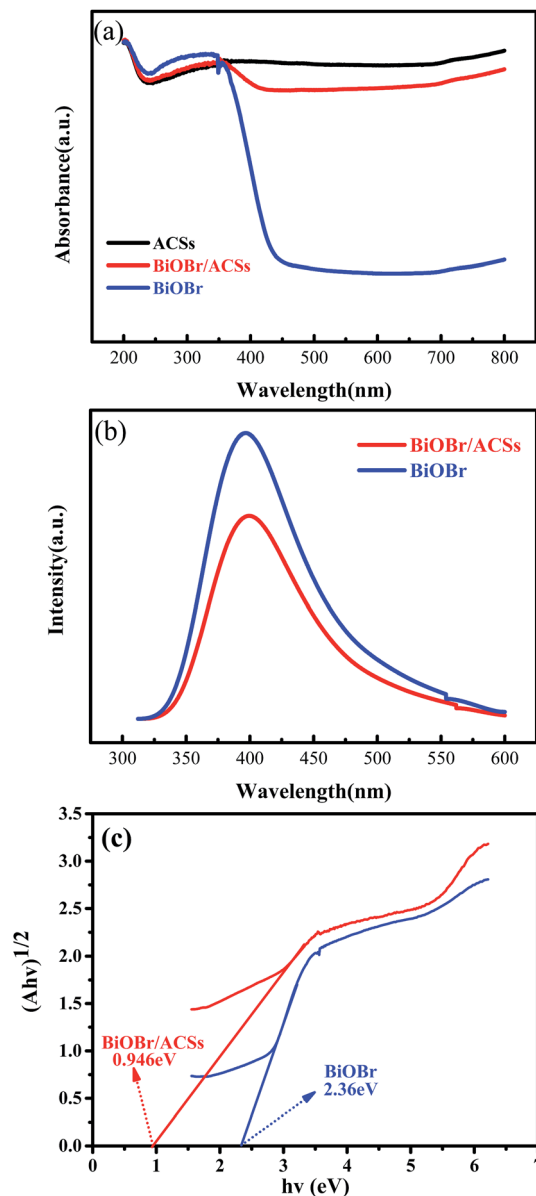 (a)
Absorbance(a.u.)
ACSs
BiOBr/ACSs
BiOBr
200 300 400 500 600 700 800
Wavelength(nm)
(b)
BiOBr/ACSs
BiOBr
Intensity(a.u.)
300 350 400 450 500 550 600
Wavelength(nm)
(c)
3.5
3.0
2.5
2.0
1.5
1.0
0.5
0.0
(Ahv)1/2
BiOBr/ACSs
0.946eV
BiOBr
2.36eV
0 1 2 3 4 5 6 7
hv (eV)